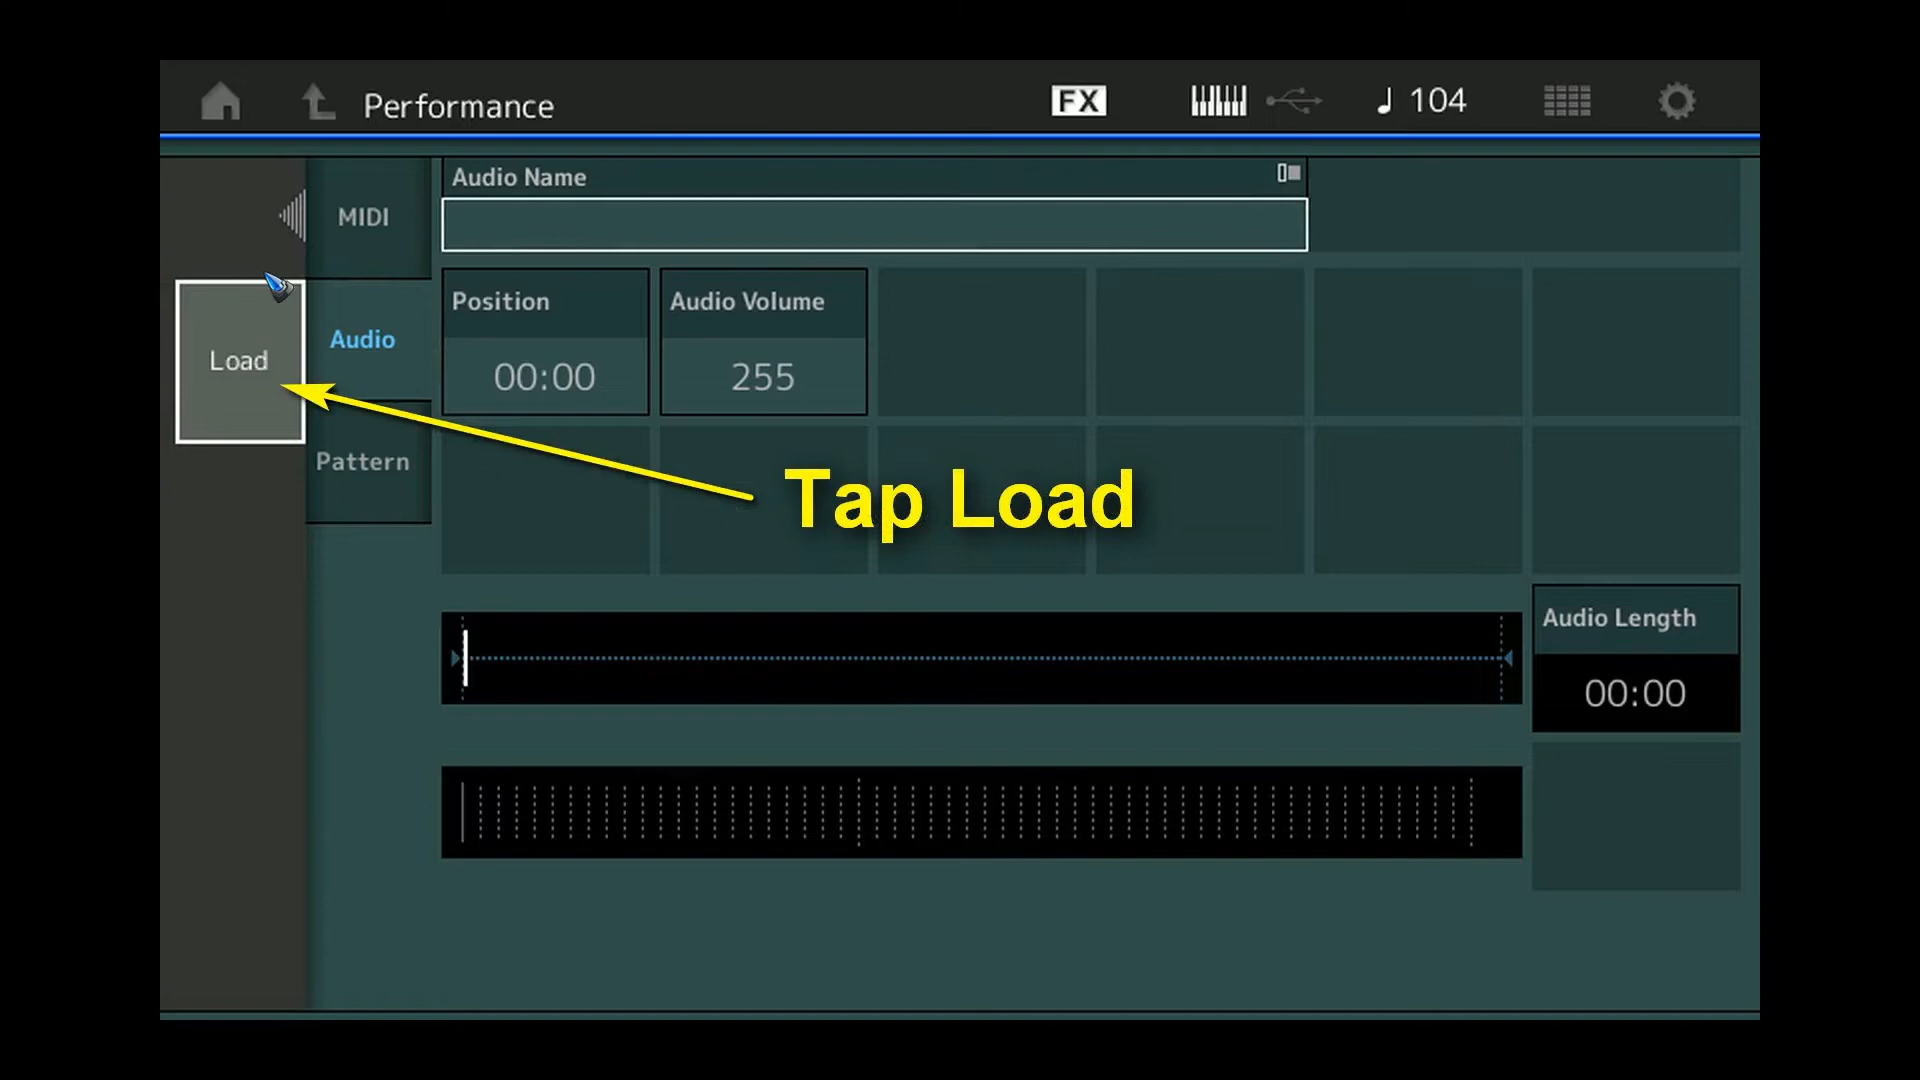 Performance
FX
104
MIDI
Audio Name
Load
Audio
Position
Audio Volume
00:00
255
Pattern
Tap Load
Audio Length
00:00